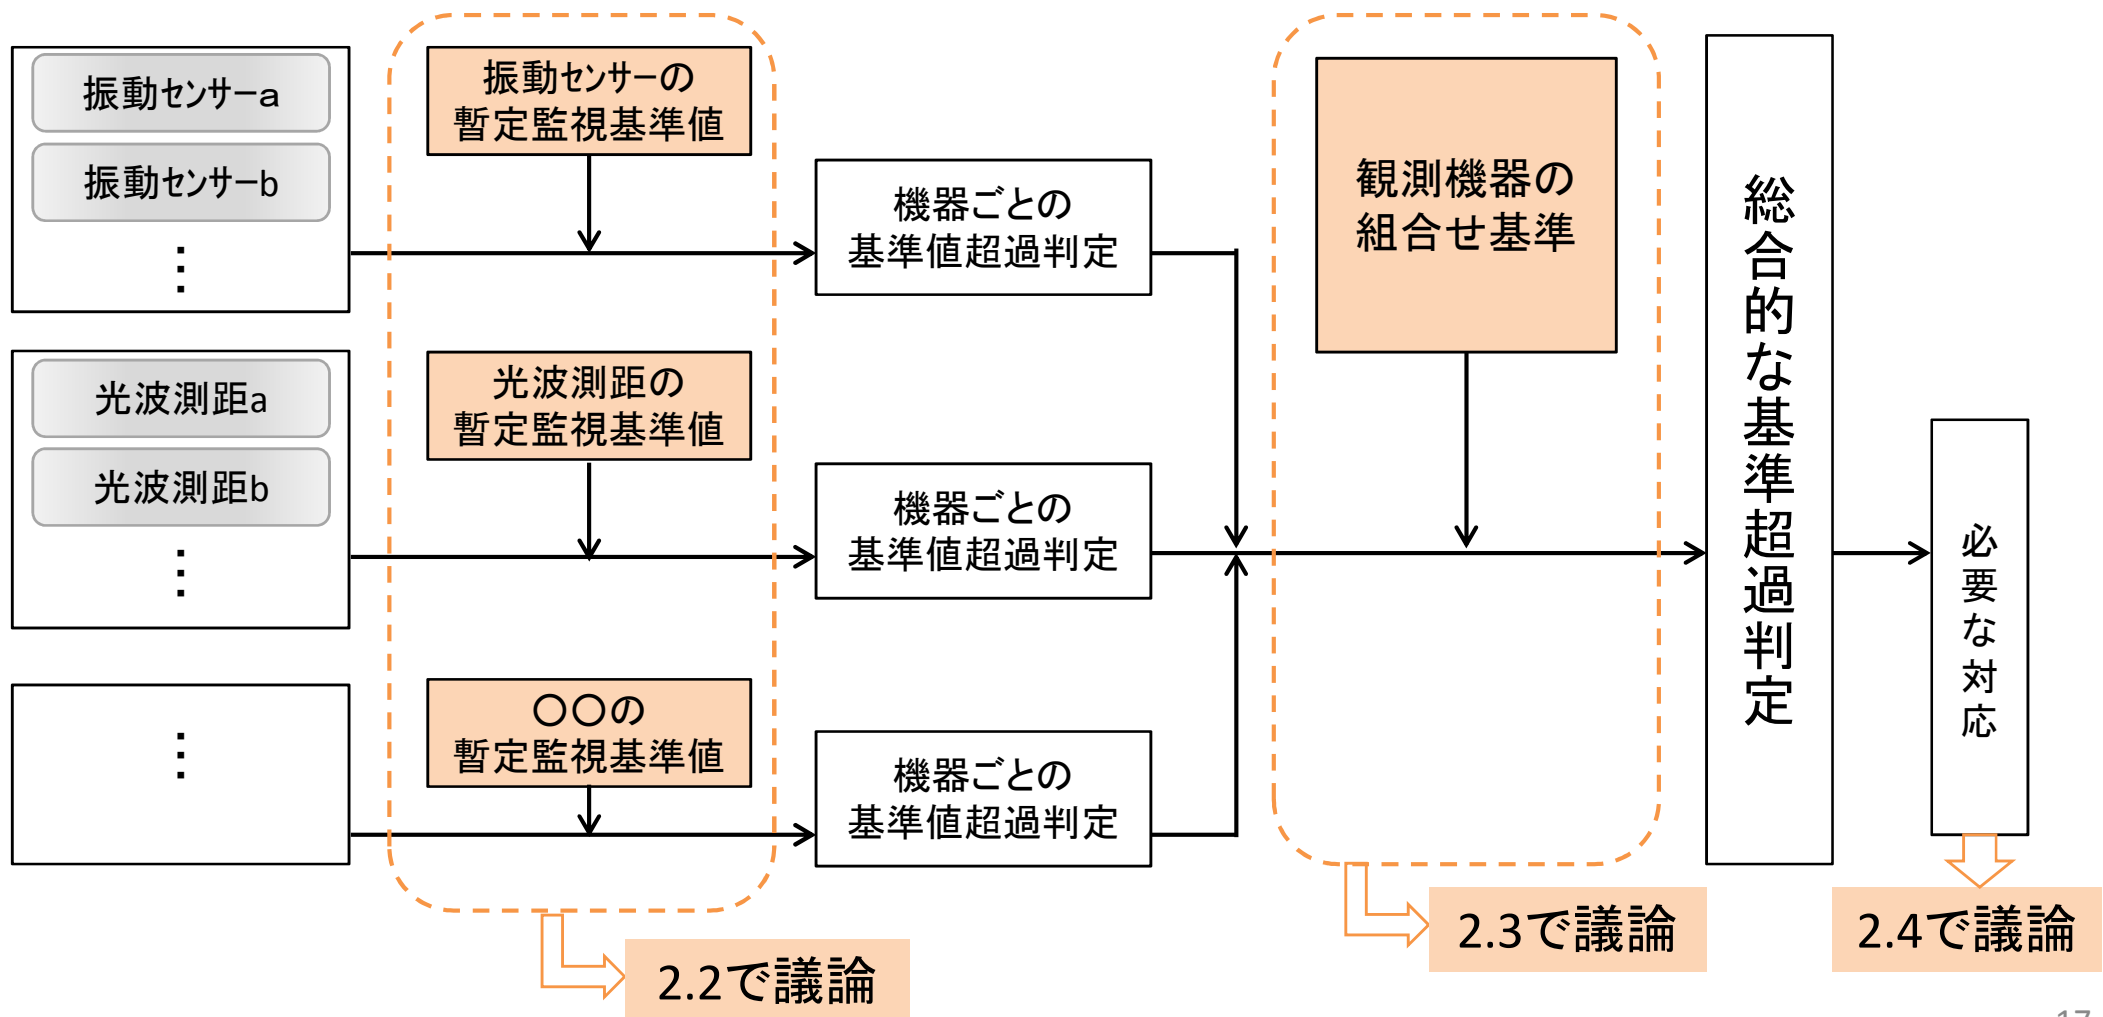 振動センサーa
振動センサーb
⋮
光波測距a
光波測距b
⋮
⋮
振動センサーの
暫定監視基準値
光波測距の
暫定監視基準値
〇〇の
暫定監視基準値
機器ごとの
基準値超過判定
機器ごとの
基準値超過判定
機器ごとの
基準値超過判定
観測機器の
組合せ基準
総合的な基準超過判定
必要な対応
2.2で議論
2.3で議論
2.4で議論
17